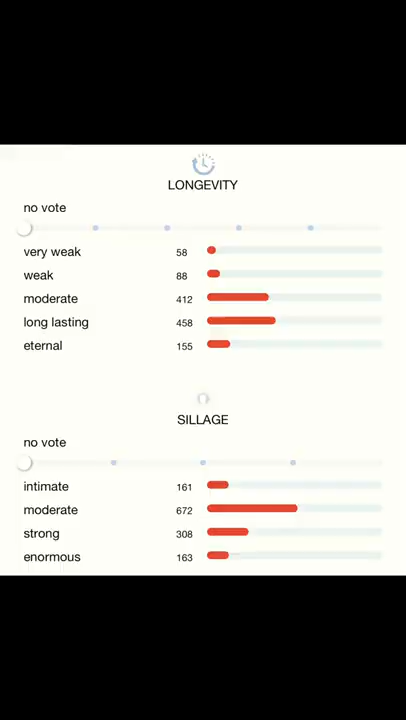 LONGEVITY
no vote
very weak 58
weak 88
moderate 412
long lasting 458
eternal 155
SILLAGE
no vote
intimate 161
moderate 672
strong 308
enormous 163